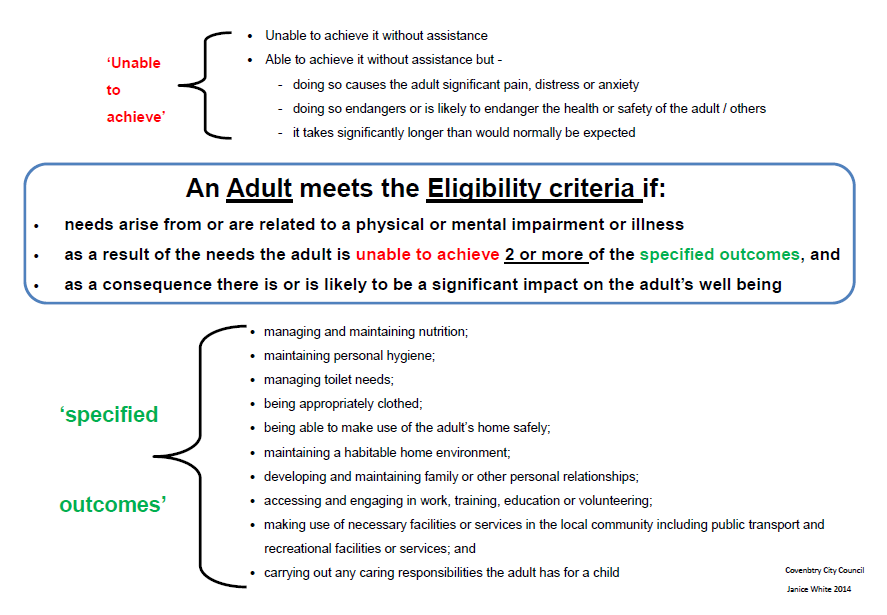 • Unable to achieve it without assistance
• Able to achieve it without assistance but -
‘Unable
to
achieve’
- doing so causes the adult significant pain, distress or anxiety
- doing so endangers or is likely to endanger the health or safety of the adult / others
- it takes significantly longer than would normally be expected
An Adult meets the Eligibility criteria if:
• needs arise from or are related to a physical or mental impairment or illness
• as a result of the needs the adult is unable to achieve 2 or more of the specified outcomes, and
• as a consequence there is or is likely to be a significant impact on the adult’s well being
‘specified
outcomes’
• managing and maintaining nutrition;
• maintaining personal hygiene;
• managing toilet needs;
• being appropriately clothed;
• being able to make use of the adult’s home safely;
• maintaining a habitable home environment;
• developing and maintaining family or other personal relationships;
• accessing and engaging in work, training, education or volunteering;
• making use of necessary facilities or services in the local community including public transport and
recreational facilities or services; and
• carrying out any caring responsibilities the adult has for a child
Covenbtry City Council
Janice White 2014